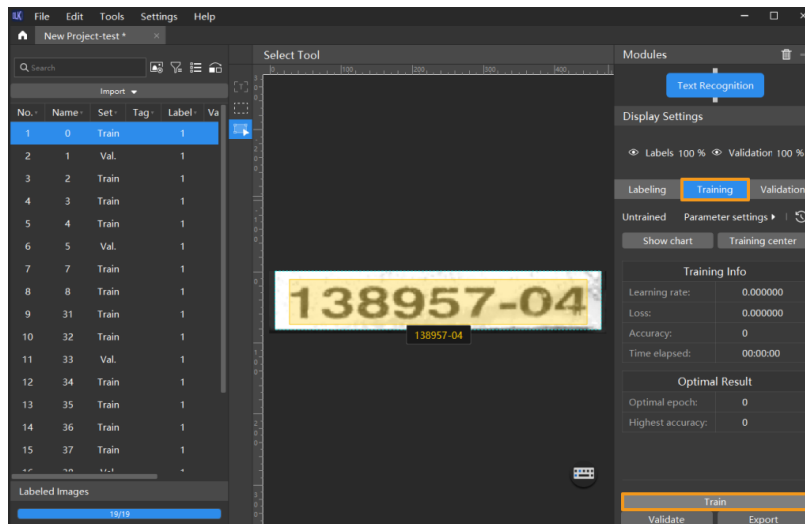 File Edit Tools Settings Help
New Project-test *
Search
Import
No. Name Set Tag Label Va
1 0 Train 1
2 1 Val. 1
3 2 Train 1
4 3 Train 1
5 4 Train 1
6 5 Val. 1
7 7 Train 1
8 8 Train 1
9 31 Train 1
10 32 Train 1
11 33 Val. 1
12 34 Train 1
13 35 Train 1
14 36 Train 1
15 37 Train 1
Labeled Images
19/19
Select Tool
0 100 200 300 400
138957-04
138957-04
Modules
Text Recognition
Display Settings
Labels 100 % Validation 100 %
Labeling Training Validation
Untrained Parameter settings
Show chart Training center
Training Info
Learning rate: 0.000000
Loss: 0.000000
Accuracy: 0
Time elapsed: 00:00:00
Optimal Result
Optimal epoch: 0
Highest accuracy: 0
Train
Validate Export